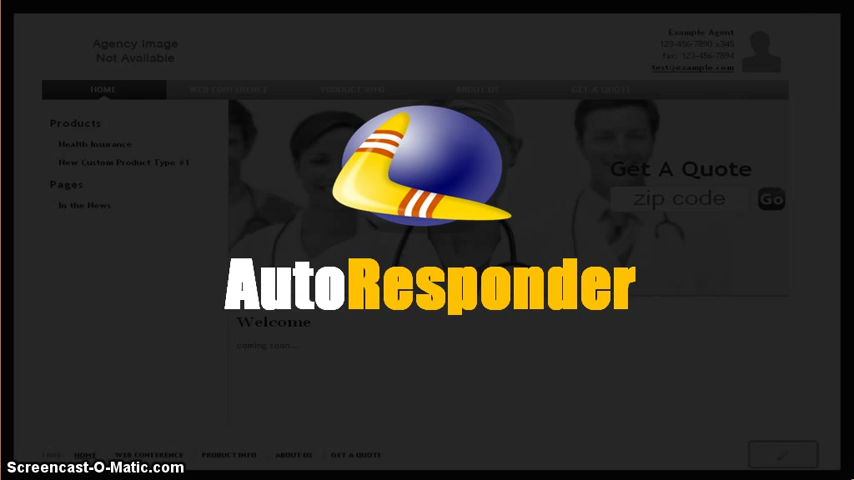 Agency Image
Not Available
Example Agent
123-456-7890 x345
fax: 123-456-7894
test@example.com
HOME
WEB CONFERENCE
PRODUCT INFO
ABOUT US
GET A QUOTE
Products
Health Insurance
New Custom Product Type #1
Pages
In the News
Get A Quote
zip code
Go
AutoResponder
Welcome
coming soon...
HOME
WEB CONFERENCE
PRODUCT INFO
ABOUT US
GET A QUOTE
Screencast-O-Matic.com